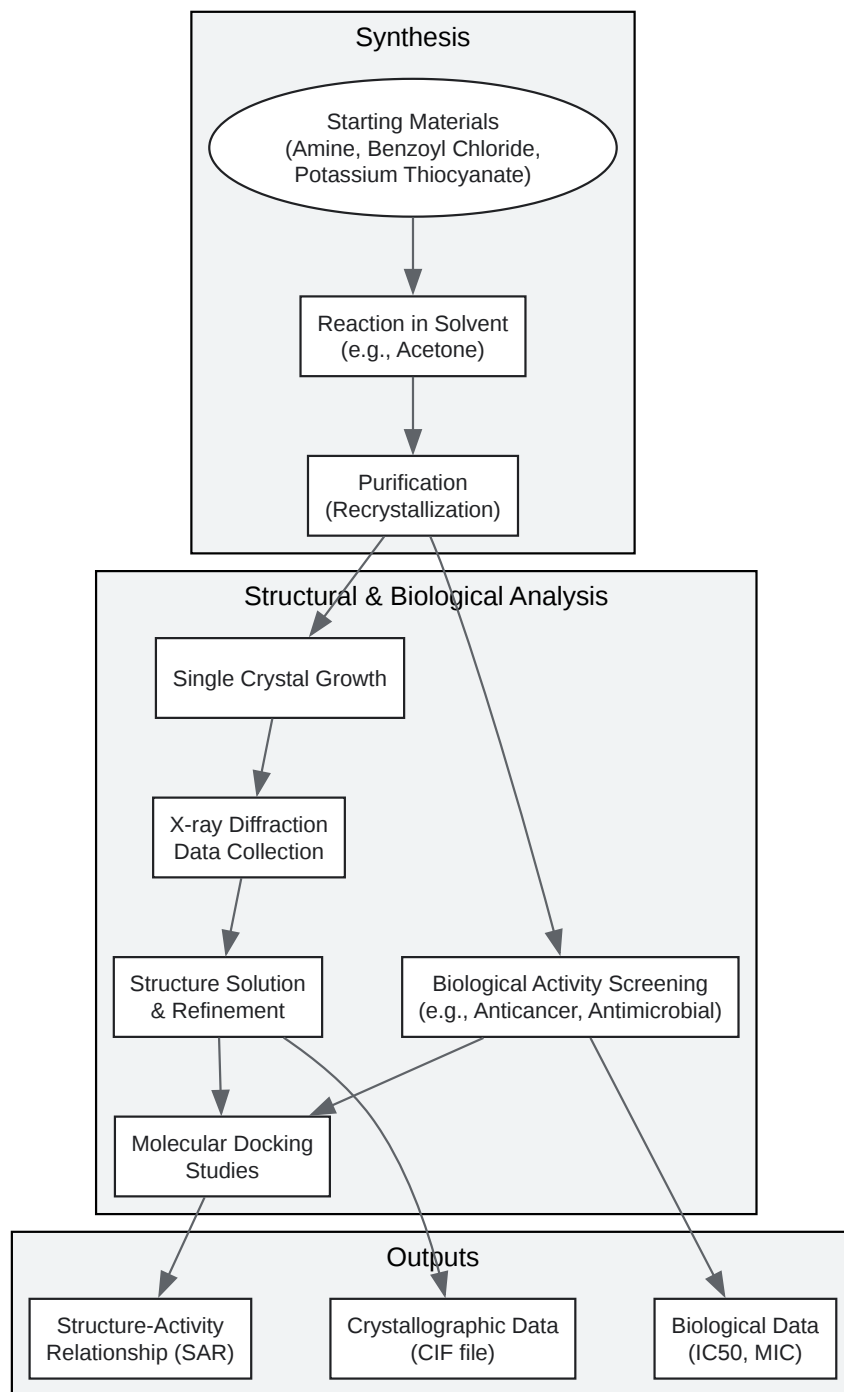 Synthesis
Starting Materials
(Amine, Benzoyl Chloride,
Potassium Thiocyanate)
Reaction in Solvent
(e.g., Acetone)
Purification
(Recrystallization)
Structural & Biological Analysis
Single Crystal Growth
X-ray Diffraction
Data Collection
Structure Solution
& Refinement
Biological Activity Screening
(e.g., Anticancer, Antimicrobial)
Molecular Docking
Studies
Outputs
Structure-Activity
Relationship (SAR)
Crystallographic Data
(CIF file)
Biological Data
(IC50, MIC)